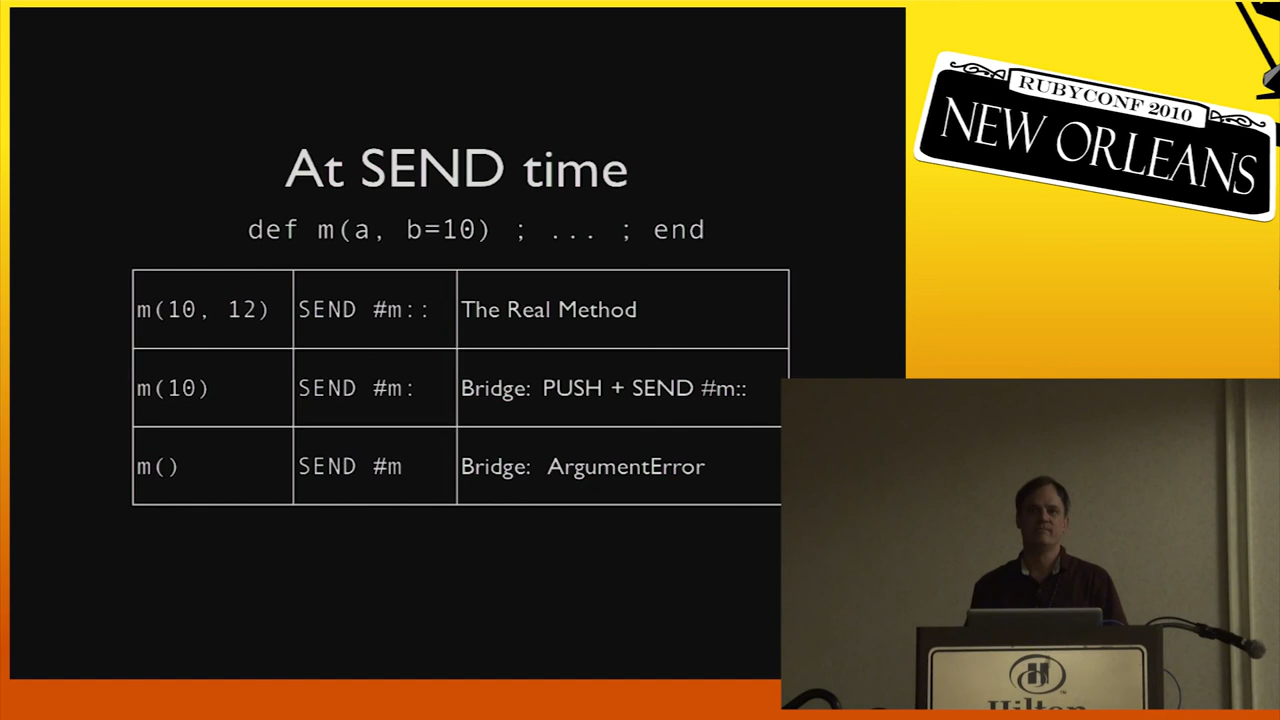 RUBYCONF 2010
NEW ORLEANS
At SEND time
def m(a, b=10) ; ... ; end
m(10, 12) SEND #m:: The Real Method
m(10) SEND #m: Bridge: PUSH + SEND #m::
m() SEND #m Bridge: ArgumentError
H
Hilton